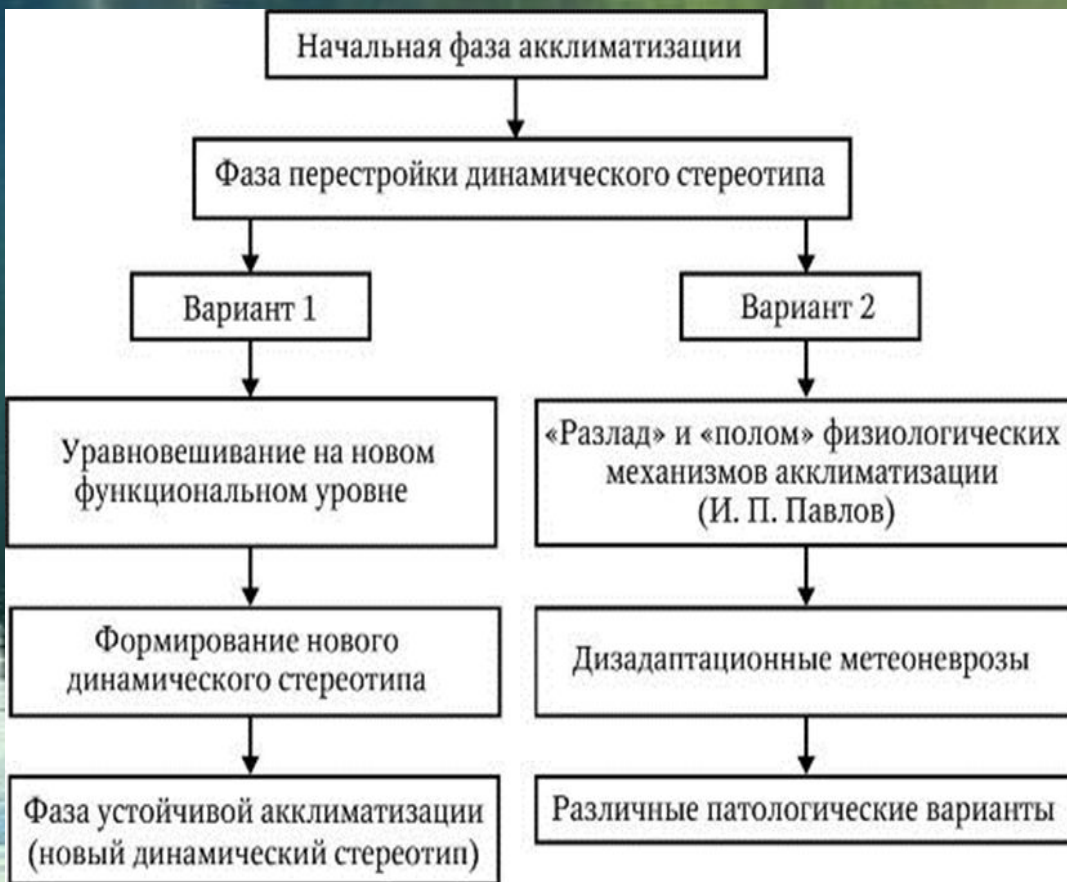 Начальная фаза акклиматизации
Фаза перестройки динамического стереотипа
Вариант 1
Вариант 2
Уравновешивание на новом
функциональном уровне
«Разлад» и «полом» физиологических
механизмов акклиматизации
(И. П. Павлов)
Формирование нового
динамического стереотипа
Дизадаптационные метеоневрозы
Фаза устойчивой акклиматизации
(новый динамический стереотип)
Различные патологические варианты